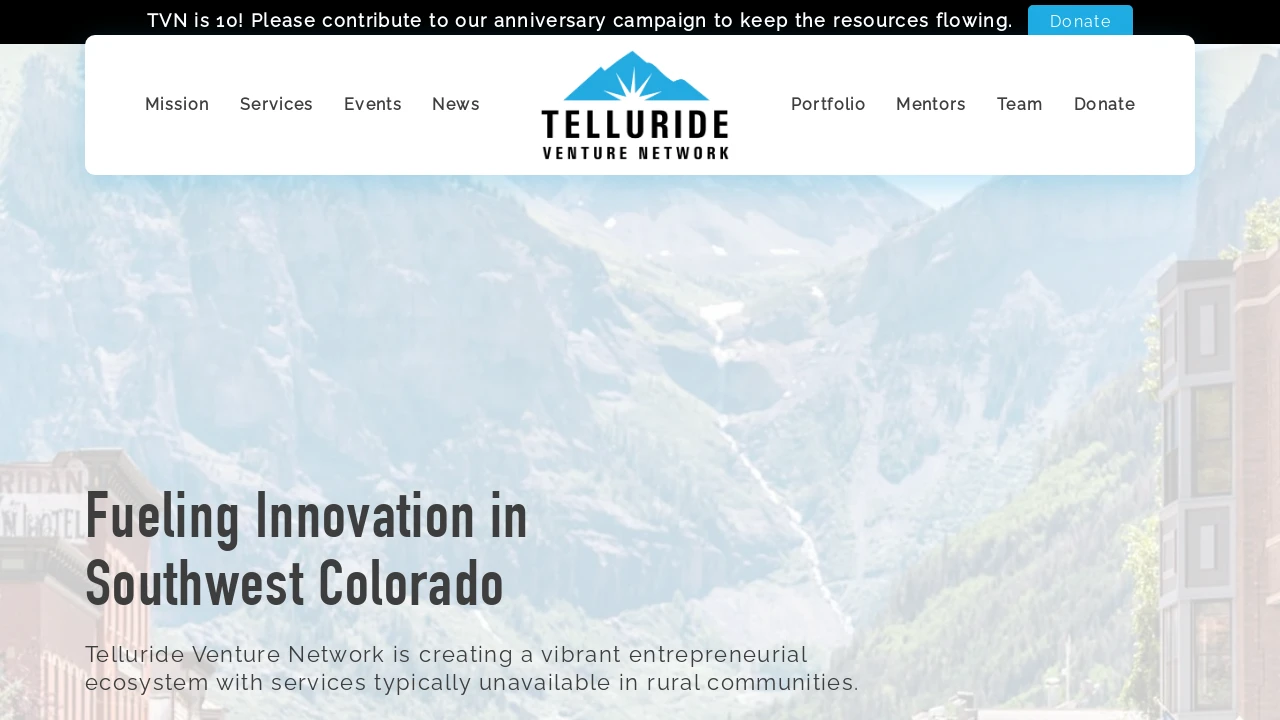 TVN is 10! Please contribute to our anniversary campaign to keep the resources flowing. Donate
Mission Services Events News
TELLURIDE
VENTURE NETWORK
Portfolio Mentors Team Donate
Fueling Innovation in
Southwest Colorado
Telluride Venture Network is creating a vibrant entrepreneurial
ecosystem with services typically unavailable in rural communities.